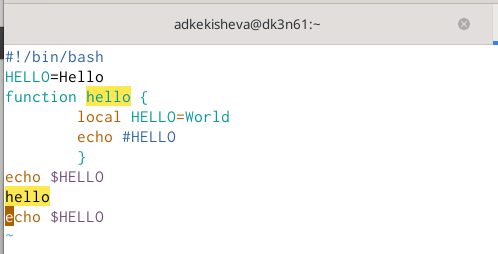 adkekisheva@dk3n61:~
#!/bin/bash
HELLO=Hello
function hello {
        local HELLO=World
        echo #HELLO
        }
echo $HELLO
hello
echo $HELLO
~